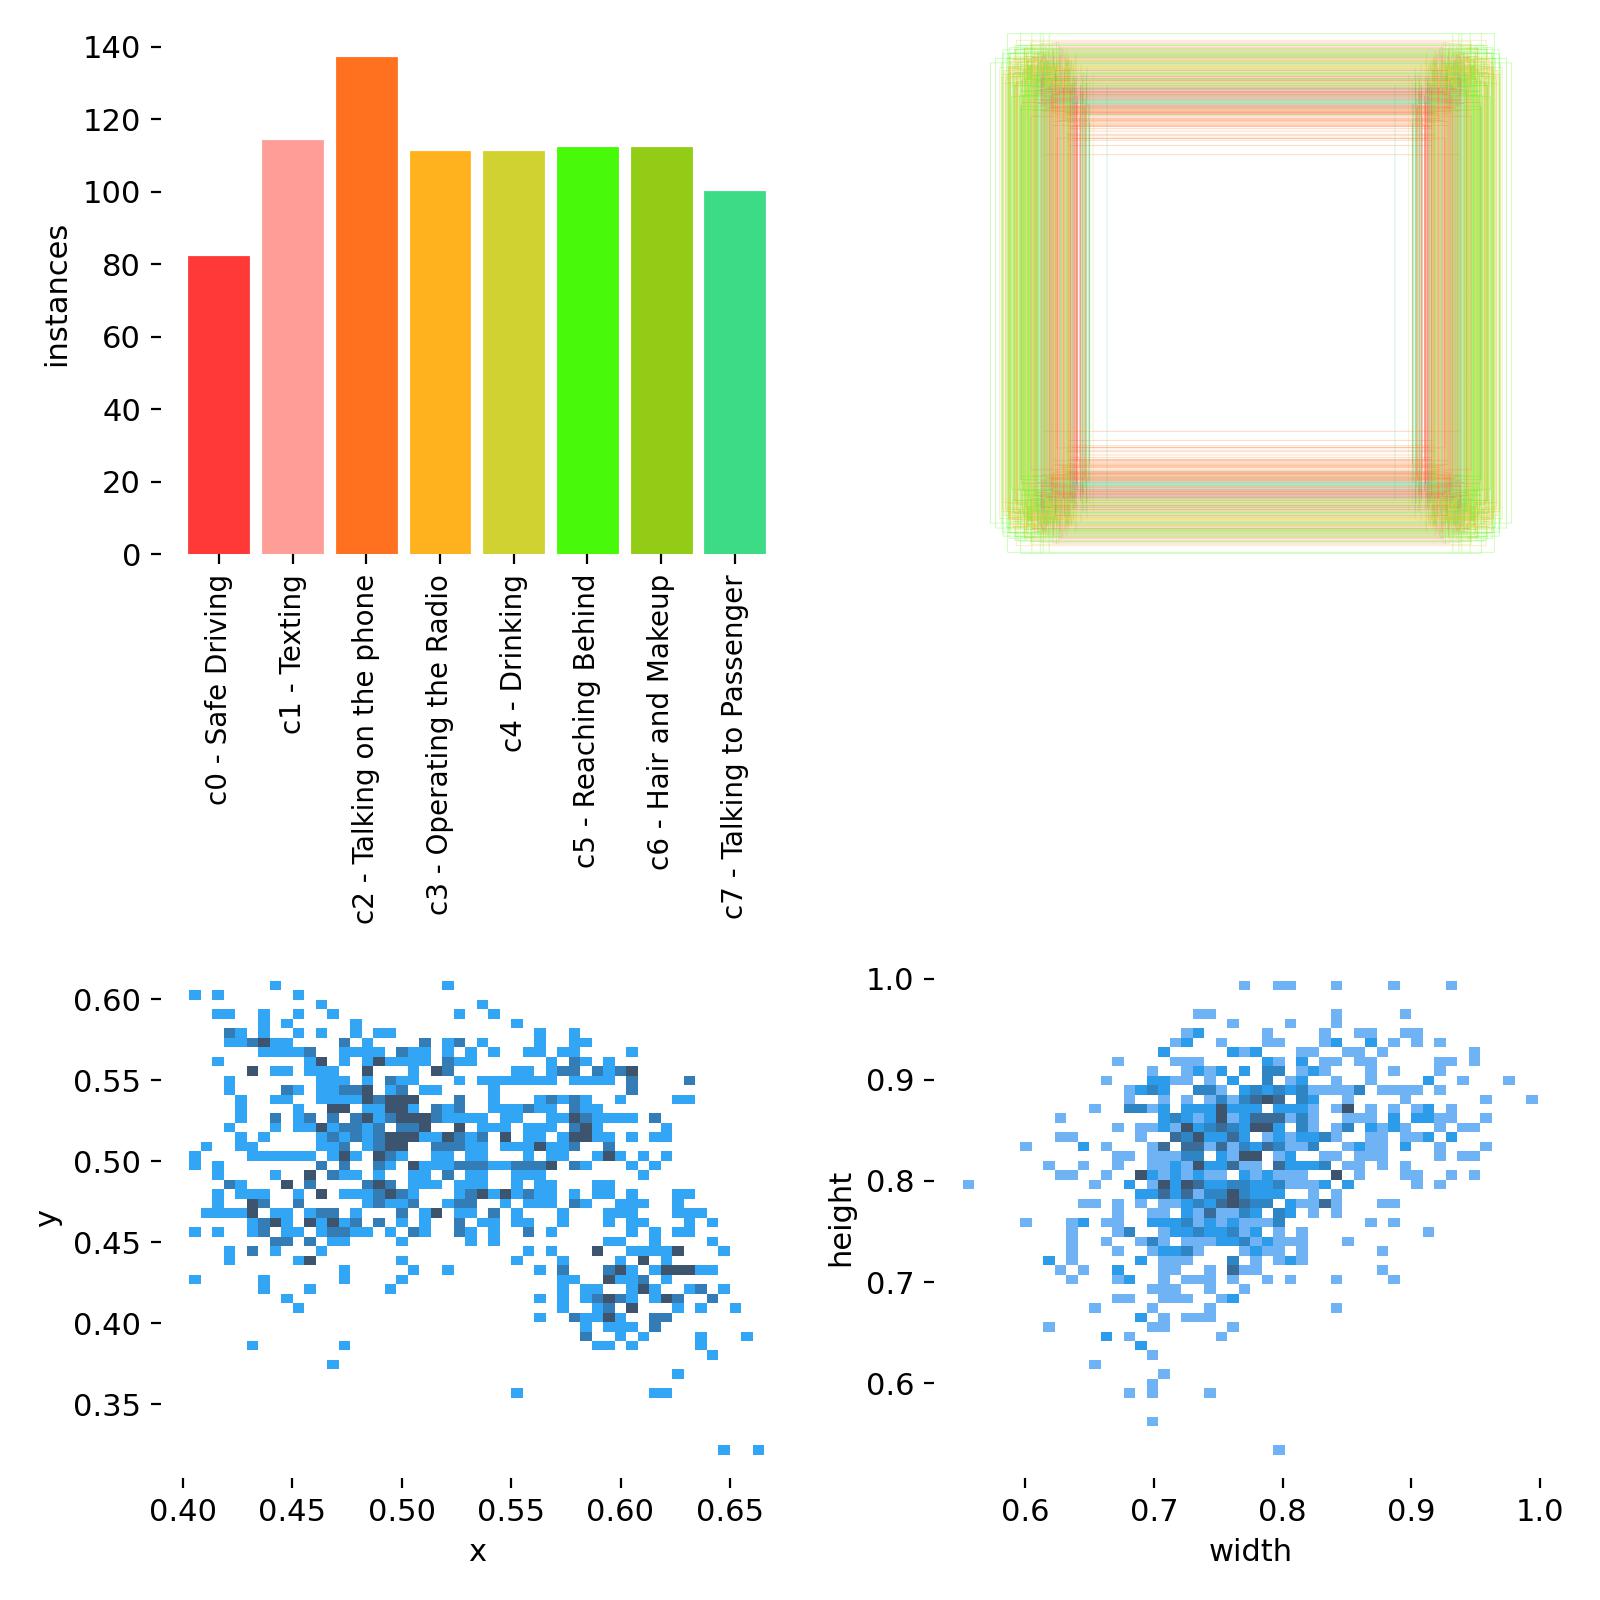 140
120
100
80
60
40
20
0
instances
c0 - Safe Driving
c1 - Texting
c2 - Talking on the phone
c3 - Operating the Radio
c4 - Drinking
c5 - Reaching Behind
c6 - Hair and Makeup
c7 - Talking to Passenger
0.60
0.55
0.50
0.45
0.40
0.35
y
0.40 0.45 0.50 0.55 0.60 0.65
x
1.0
0.9
0.8
0.7
0.6
height
0.6 0.7 0.8 0.9 1.0
width